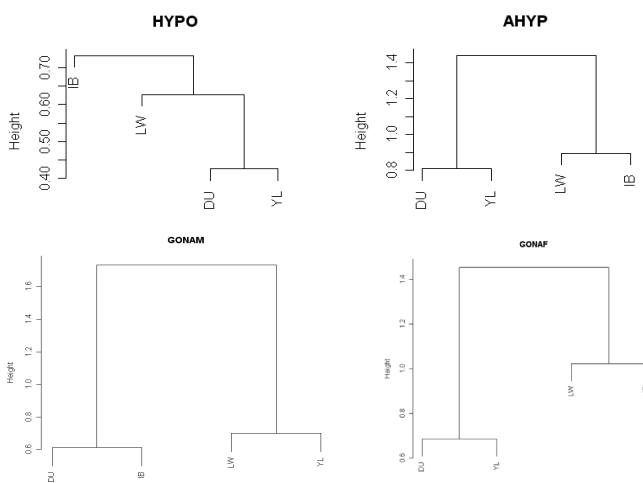 HYPO
Height
0.40 0.50 0.60 0.70
IB
LW
DU
YL
AHYP
Height
0.8 1.0 1.2 1.4
DU
YL
LW
IB
GONAM
Height
0.6 0.8 1.0 1.2 1.4 1.6
DU
IB
LW
YL
GONAF
Height
0.6 0.8 1.0 1.2 1.4
DU
YL
LW